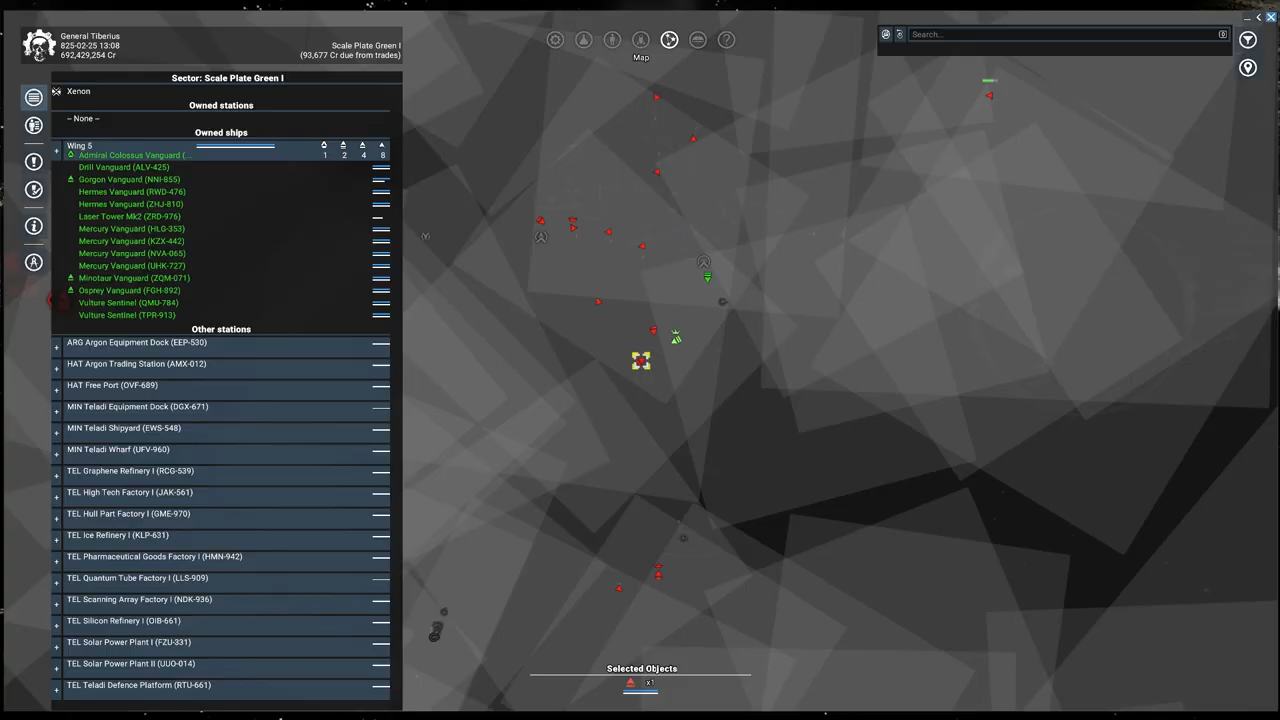 General Tiberius
825-02-25 13:08
692,429,254 Cr
Scale Plate Green I
(93,677 Cr due from trades)
Map
Search...
Sector: Scale Plate Green I
Xenon
Owned stations
-- None --
Owned ships
Wing 5
Admiral Colossus Vanguard (...
1 2 4 8
Drill Vanguard (ALV-425)
Gorgon Vanguard (NNI-855)
Hermes Vanguard (RWD-476)
Hermes Vanguard (ZHJ-810)
Laser Tower Mk2 (ZRD-976)
Mercury Vanguard (HLG-353)
Mercury Vanguard (KZX-442)
Mercury Vanguard (NVA-065)
Mercury Vanguard (UHK-727)
Minotaur Vanguard (ZQM-071)
Osprey Vanguard (FGH-892)
Vulture Sentinel (QMU-784)
Vulture Sentinel (TPR-913)
Other stations
ARG Argon Equipment Dock (EEP-530)
HAT Argon Trading Station (AMX-012)
HAT Free Port (OVF-689)
MIN Teladi Equipment Dock (DGX-671)
MIN Teladi Shipyard (EWS-548)
MIN Teladi Wharf (UFV-960)
TEL Graphene Refinery I (RCG-539)
TEL High Tech Factory I (JAK-561)
TEL Hull Part Factory I (GME-970)
TEL Ice Refinery I (KLP-631)
TEL Pharmaceutical Goods Factory I (HMN-942)
TEL Quantum Tube Factory I (LLS-909)
TEL Scanning Array Factory I (NDK-936)
TEL Silicon Refinery I (OIB-661)
TEL Solar Power Plant I (FZU-331)
TEL Solar Power Plant II (UUO-014)
TEL Teladi Defence Platform (RTU-661)
Selected Objects
x1